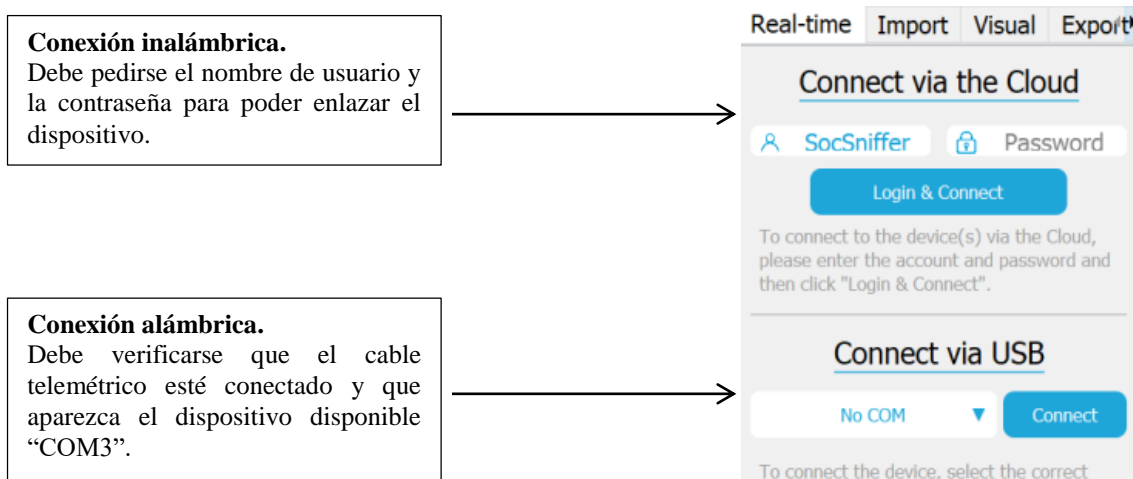 Conexión inalámbrica.
Debe pedirse el nombre de usuario y
la contraseña para poder enlazar el
dispositivo.
Conexión alámbrica.
Debe verificarse que el cable
telemétrico esté conectado y que
aparezca el dispositivo disponible
“COM3”.
Real-time Import Visual Export
Connect via the Cloud
SocSniffer Password
Login & Connect
To connect to the device(s) via the Cloud,
please enter the account and password and
then click "Login & Connect".
Connect via USB
No COM Connect
To connect the device, select the correct